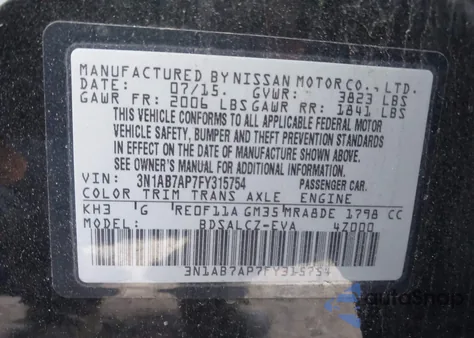 MANUFACTURED BY NISSAN MOTOR CO., LTD.
DATE: 07/15. GVWR: 3823 LBS
GAWR FR: 2006 LBS GAWR RR: 1841 LBS
THIS VEHICLE CONFORMS TO ALL APPLICABLE FEDERAL MOTOR
VEHICLE SAFETY, BUMPER AND THEFT PREVENTION STANDARDS
IN EFFECT ON THE DATE OF MANUFACTURE SHOWN ABOVE.
SEE OWNER'S MANUAL FOR ADDITIONAL INFORMATION.
VIN: 3N1AB7AP7FY315754 PASSENGER CAR.
COLOR TRIM TRANS AXLE ENGINE
KH3 G RE0F11A GM35 MRA8DE 1798 CC
BDSALCZ-EVA 4Z000
3N1AB7AP7FY315754
autoSnap